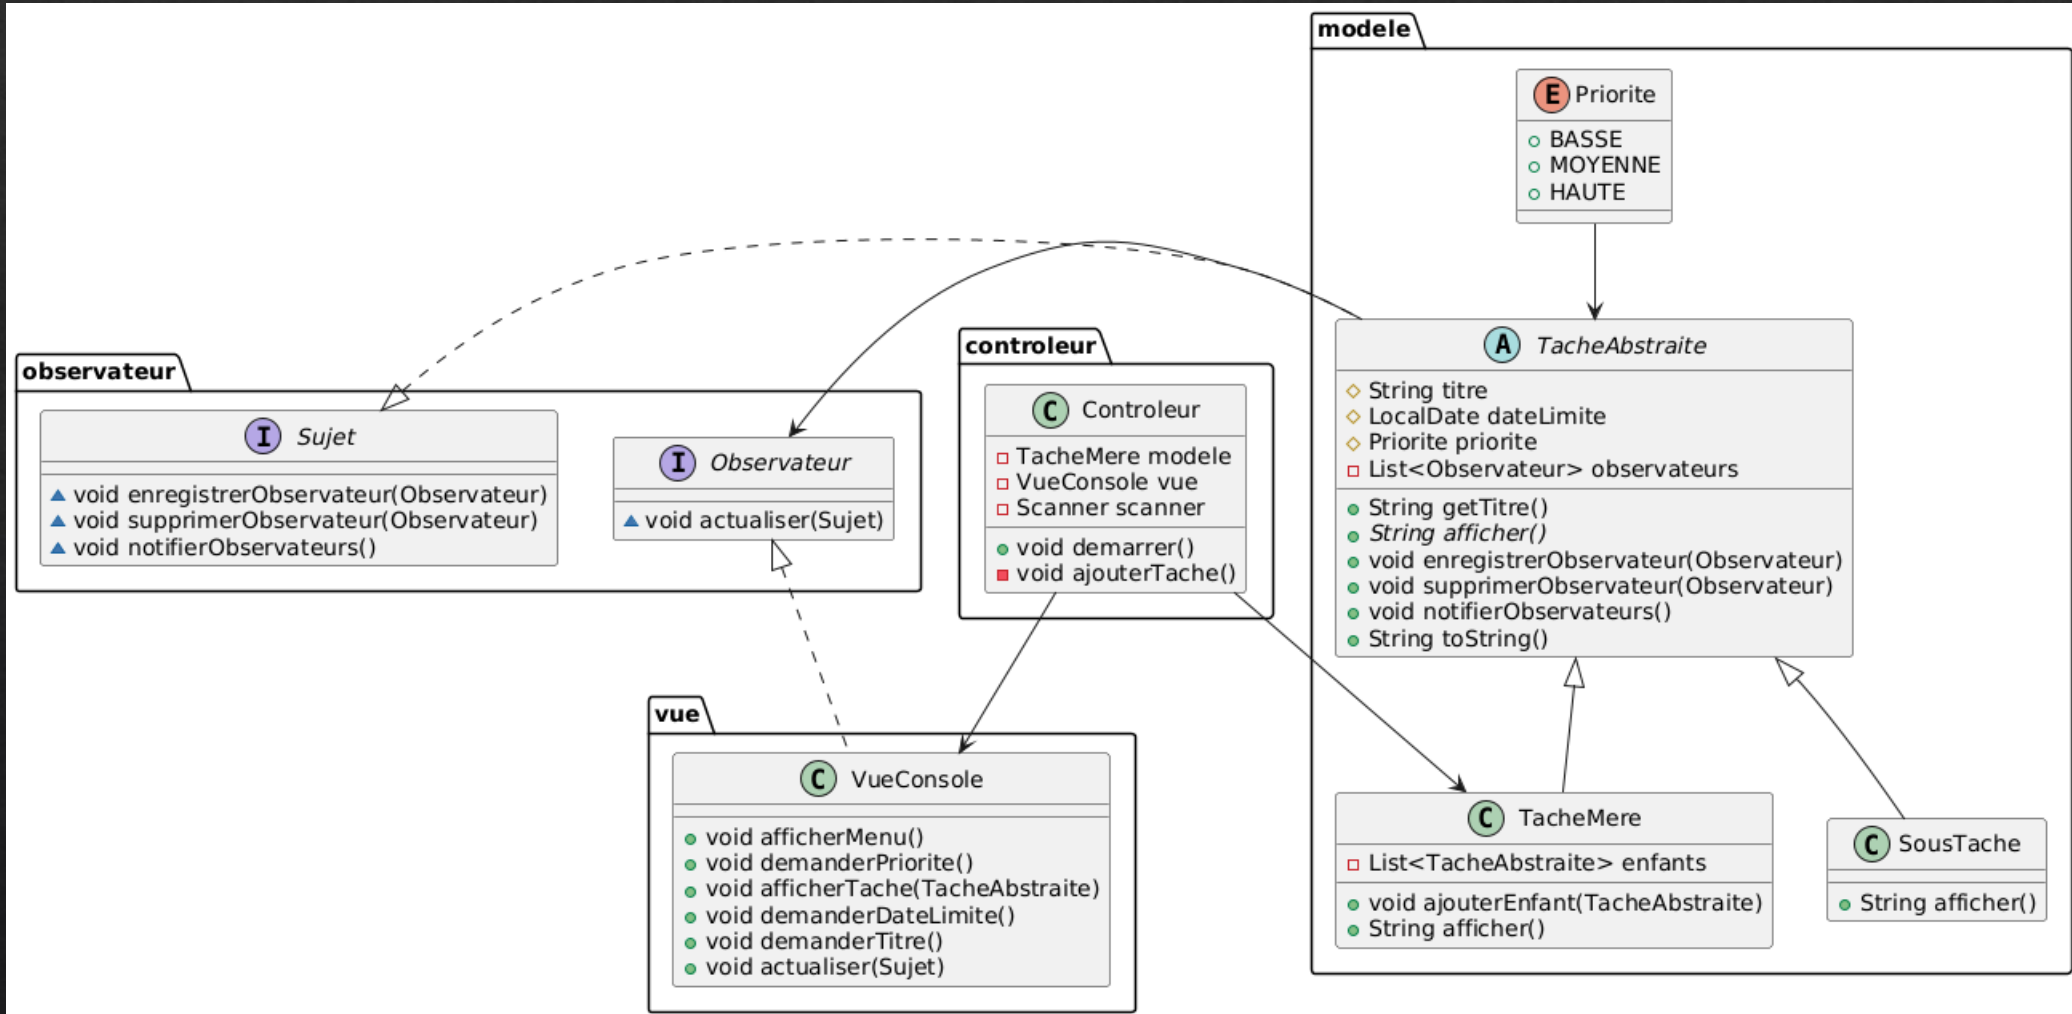 modele
E Priorite
BASSE
MOYENNE
HAUTE
observateur
I Sujet
void enregistrerObservateur(Observateur)
void supprimerObservateur(Observateur)
void notifierObservateurs()
I Observateur
void actualiser(Sujet)
controleur
C Controleur
TacheMere modele
VueConsole vue
Scanner scanner
void demarrer()
void ajouterTache()
A TacheAbstraite
String titre
LocalDate dateLimite
Priorite priorite
List<Observateur> observateurs
String getTitre()
String afficher()
void enregistrerObservateur(Observateur)
void supprimerObservateur(Observateur)
void notifierObservateurs()
String toString()
vue
C VueConsole
void afficherMenu()
void demanderPriorite()
void afficherTache(TacheAbstraite)
void demanderDateLimite()
void demanderTitre()
void actualiser(Sujet)
C TacheMere
List<TacheAbstraite> enfants
void ajouterEnfant(TacheAbstraite)
String afficher()
C SousTache
String afficher()